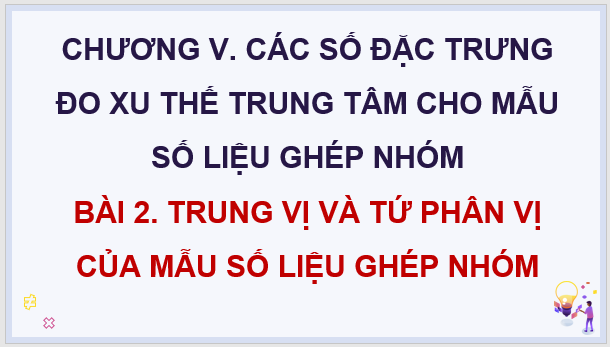 CHƯƠNG V. CÁC SỐ ĐẶC TRƯNG
ĐO XU THẾ TRUNG TÂM CHO MẪU
SỐ LIỆU GHÉP NHÓM
BÀI 2. TRUNG VỊ VÀ TỨ PHÂN VỊ
CỦA MẪU SỐ LIỆU GHÉP NHÓM